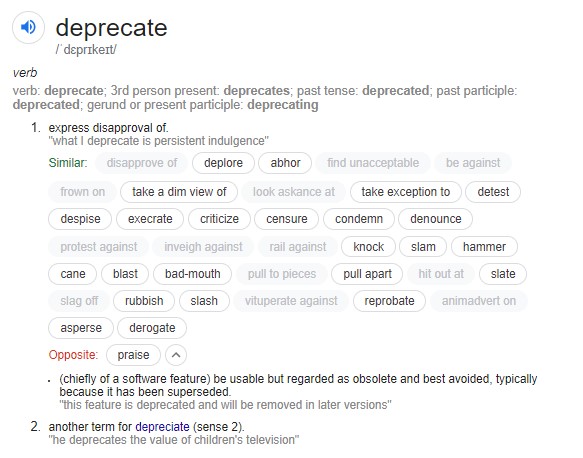 deprecate
/ˈdɛprɪkeɪt/
verb
verb: deprecate; 3rd person present: deprecates; past tense: deprecated; past participle:
deprecated; gerund or present participle: deprecating
1. express disapproval of.
"what I deprecate is persistent indulgence"
Similar: disapprove of deplore abhor find unacceptable be against
frown on take a dim view of look askance at take exception to detest
despise execrate criticize censure condemn denounce
protest against inveigh against rail against knock slam hammer
cane blast bad-mouth pull to pieces pull apart hit out at slate
slag off rubbish slash vituperate against reprobate animadvert on
asperse derogate
Opposite: praise
• (chiefly of a software feature) be usable but regarded as obsolete and best avoided, typically
because it has been superseded.
"this feature is deprecated and will be removed in later versions"
2. another term for depreciate (sense 2).
"he deprecates the value of children's television"